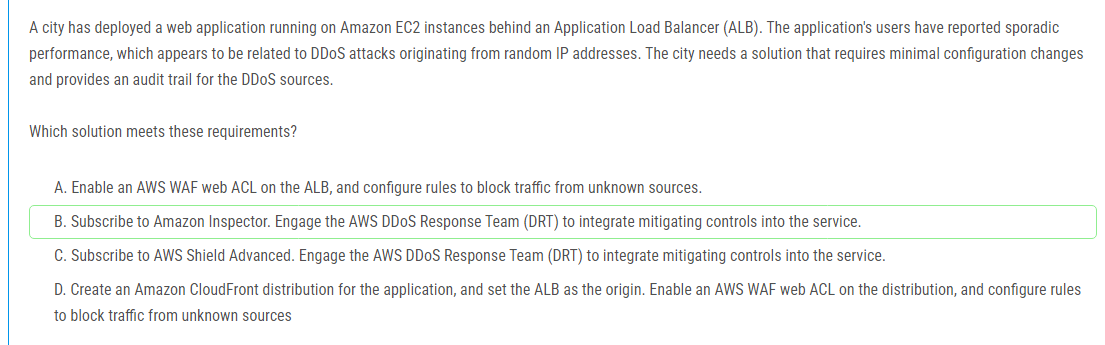 A city has deployed a web application running on Amazon EC2 instances behind an Application Load Balancer (ALB). The application's users have reported sporadic
performance, which appears to be related to DDoS attacks originating from random IP addresses. The city needs a solution that requires minimal configuration changes
and provides an audit trail for the DDoS sources.
Which solution meets these requirements?
A. Enable an AWS WAF web ACL on the ALB, and configure rules to block traffic from unknown sources.
B. Subscribe to Amazon Inspector. Engage the AWS DDoS Response Team (DRT) to integrate mitigating controls into the service.
C. Subscribe to AWS Shield Advanced. Engage the AWS DDoS Response Team (DRT) to integrate mitigating controls into the service.
D. Create an Amazon CloudFront distribution for the application, and set the ALB as the origin. Enable an AWS WAF web ACL on the distribution, and configure rules
to block traffic from unknown sources